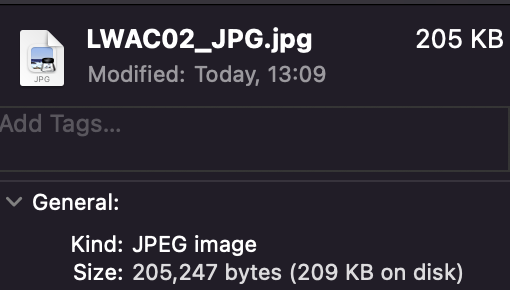 LWAC02_JPG.jpg 205 KB
Modified: Today, 13:09
JPG
Add Tags...
General:
Kind: JPEG image
Size: 205,247 bytes (209 KB on disk)